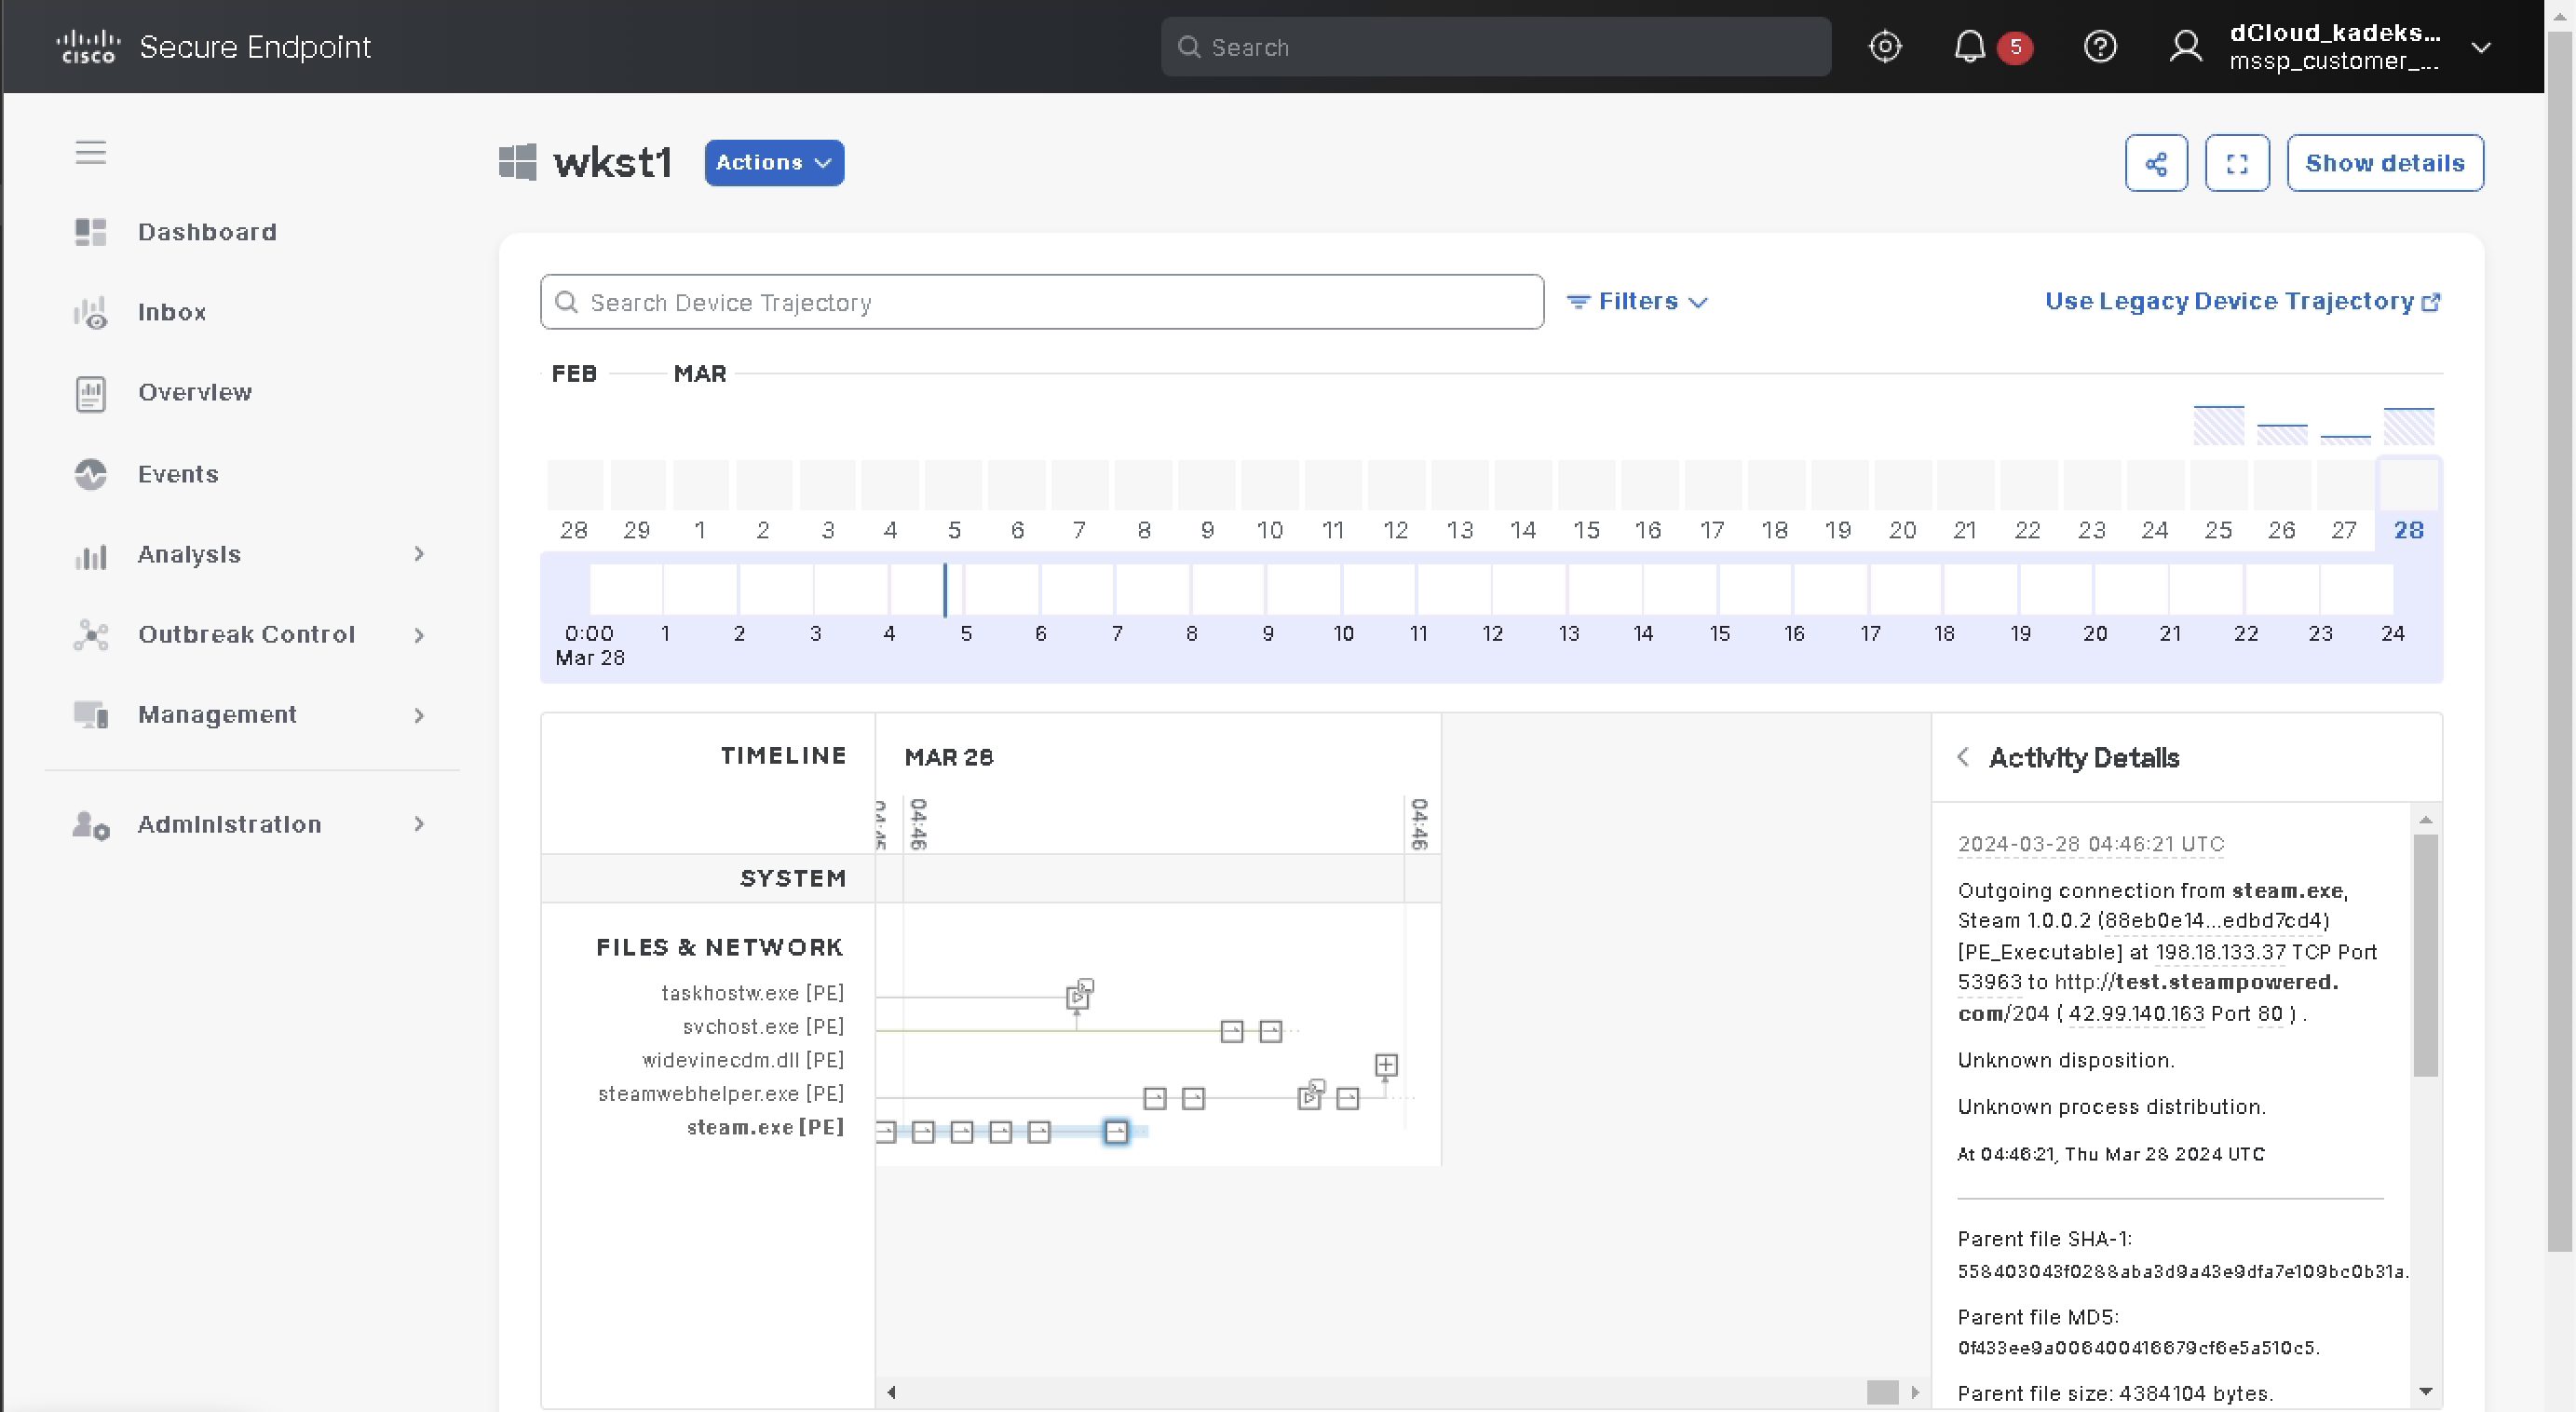 CISCO Secure Endpoint
Search
5
dCloud_kadeks...
mssp_customer_...
wkst1
Actions
Show details
Dashboard
Inbox
Overview
Events
Analysis
Outbreak Control
Management
Administration
Search Device Trajectory
Filters
Use Legacy Device Trajectory
FEB MAR
28 29 1 2 3 4 5 6 7 8 9 10 11 12 13 14 15 16 17 18 19 20 21 22 23 24 25 26 27 28
0:00 1 2 3 4 5 6 7 8 9 10 11 12 13 14 15 16 17 18 19 20 21 22 23 24
Mar 28
TIMELINE
MAR 28
04:46
04:46
SYSTEM
FILES & NETWORK
taskhostw.exe [PE]
svchost.exe [PE]
widevinecdm.dll [PE]
steamwebhelper.exe [PE]
steam.exe [PE]
Activity Details
2024-03-28 04:46:21 UTC
Outgoing connection from steam.exe,
Steam 1.0.0.2 (88eb0e14...edbd7cd4)
[PE_Executable] at 198.18.133.37 TCP Port
53963 to http://test.steampowered.
com/204 ( 42.99.140.163 Port 80 ) .
Unknown disposition.
Unknown process distribution.
At 04:46:21, Thu Mar 28 2024 UTC
Parent file SHA-1:
558403043f0288aba3d9a43e9dfa7e109bc0b31a.
Parent file MD5:
0f433ee9a006400416679cf6e5a510c5.
Parent file size: 4384104 bytes.